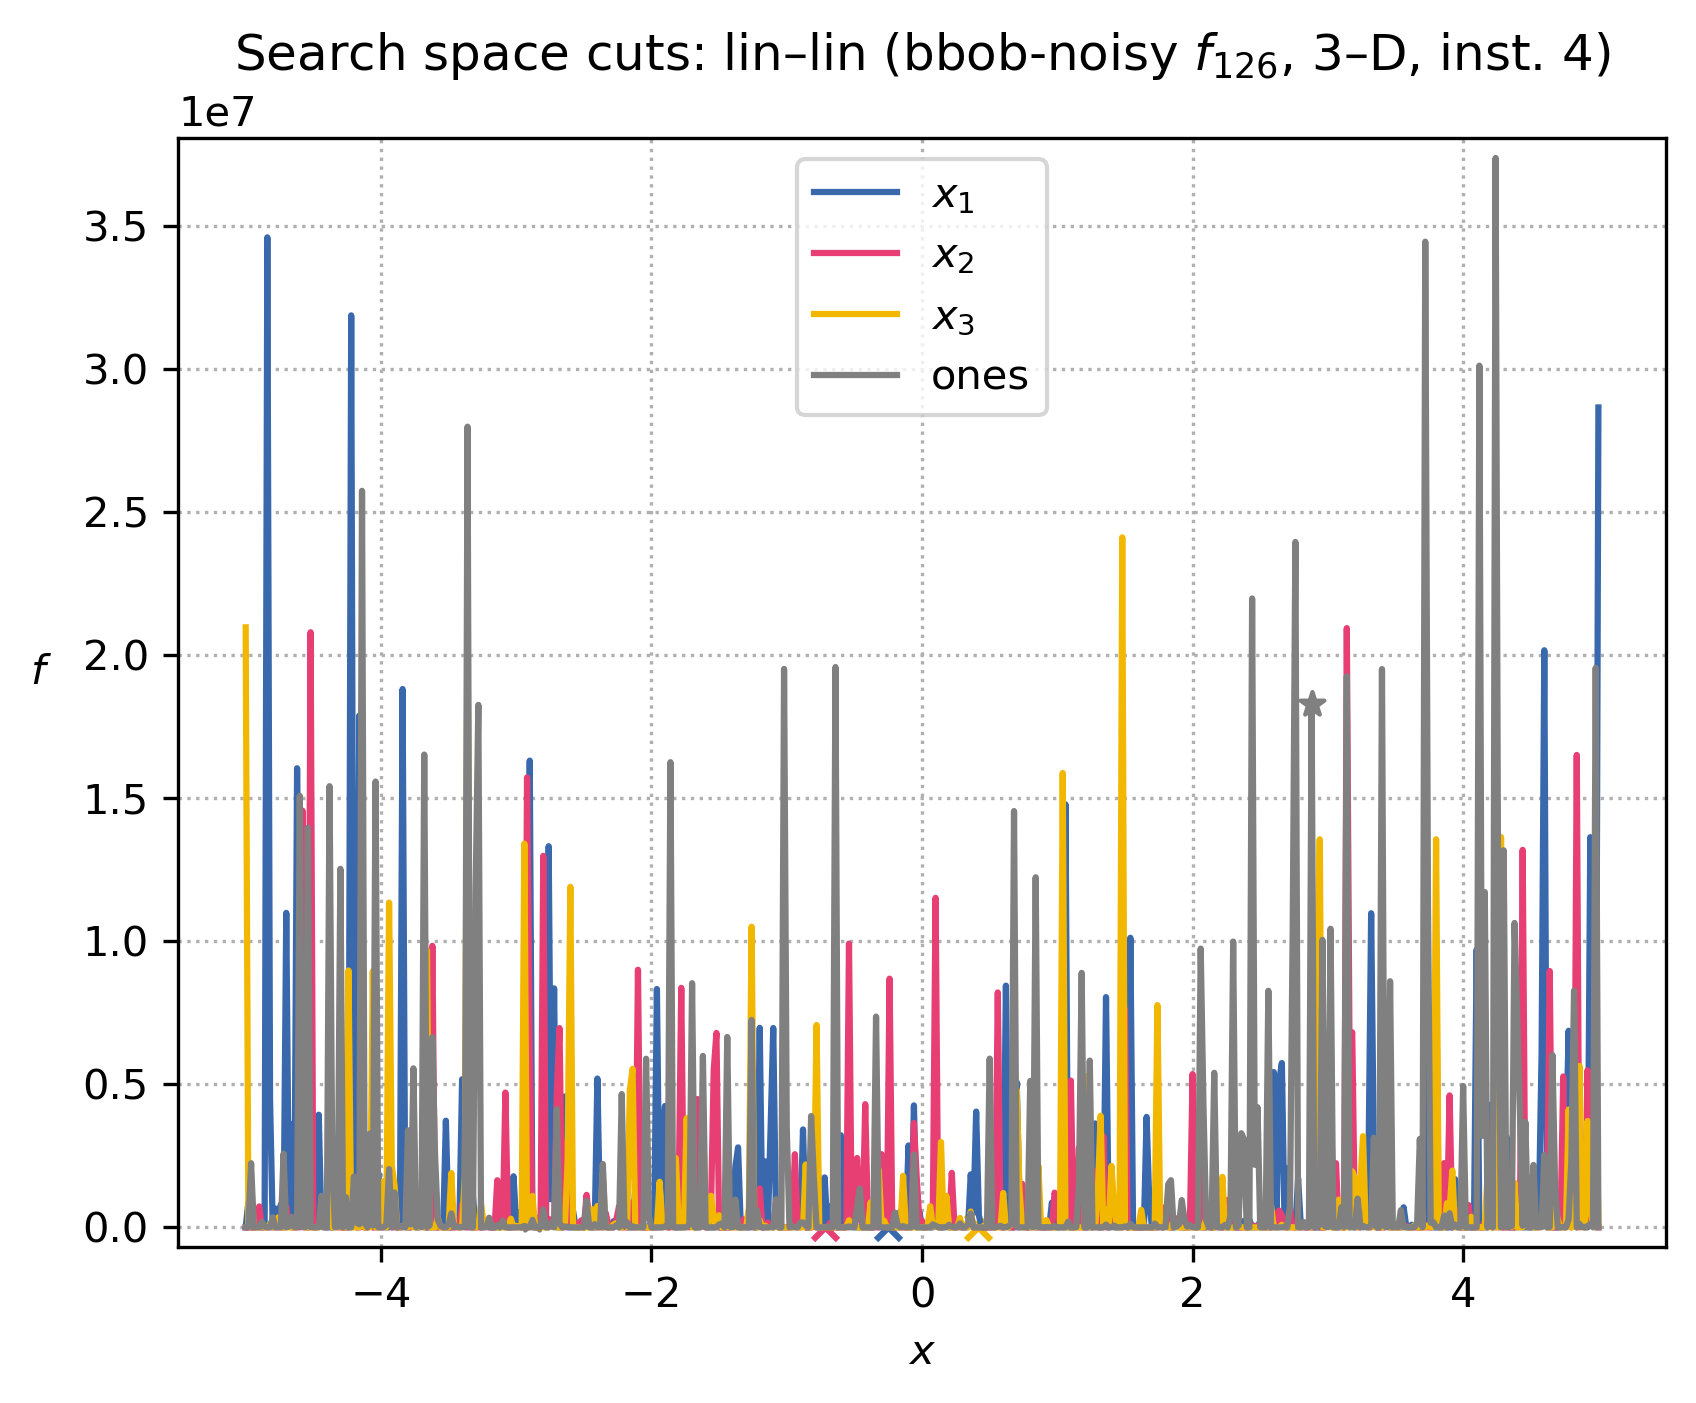 Search space cuts: lin–lin (bbob-noisy f₁₂₆, 3–D, inst. 4)
1e7
x₁
x₂
x₃
ones
3.5
3.0
2.5
2.0
1.5
1.0
0.5
0.0
f
−4 −2 0 2 4
x